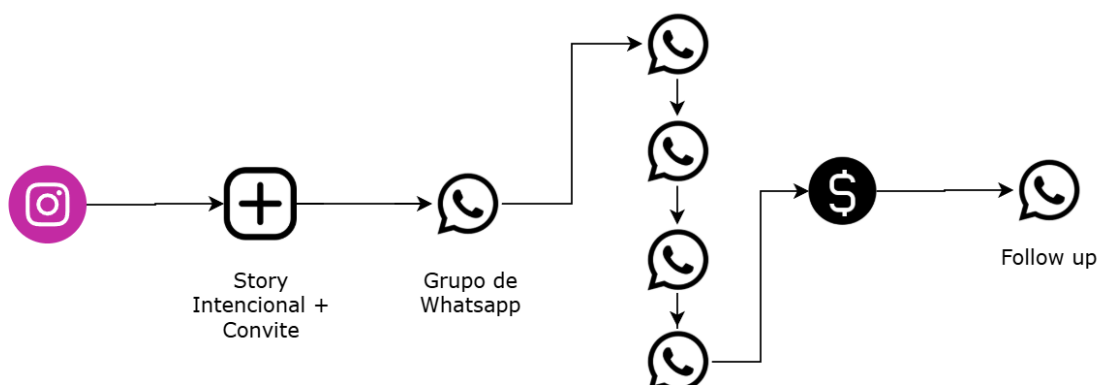 Story
Intencional +
Convite
Grupo de
Whatsapp
Follow up